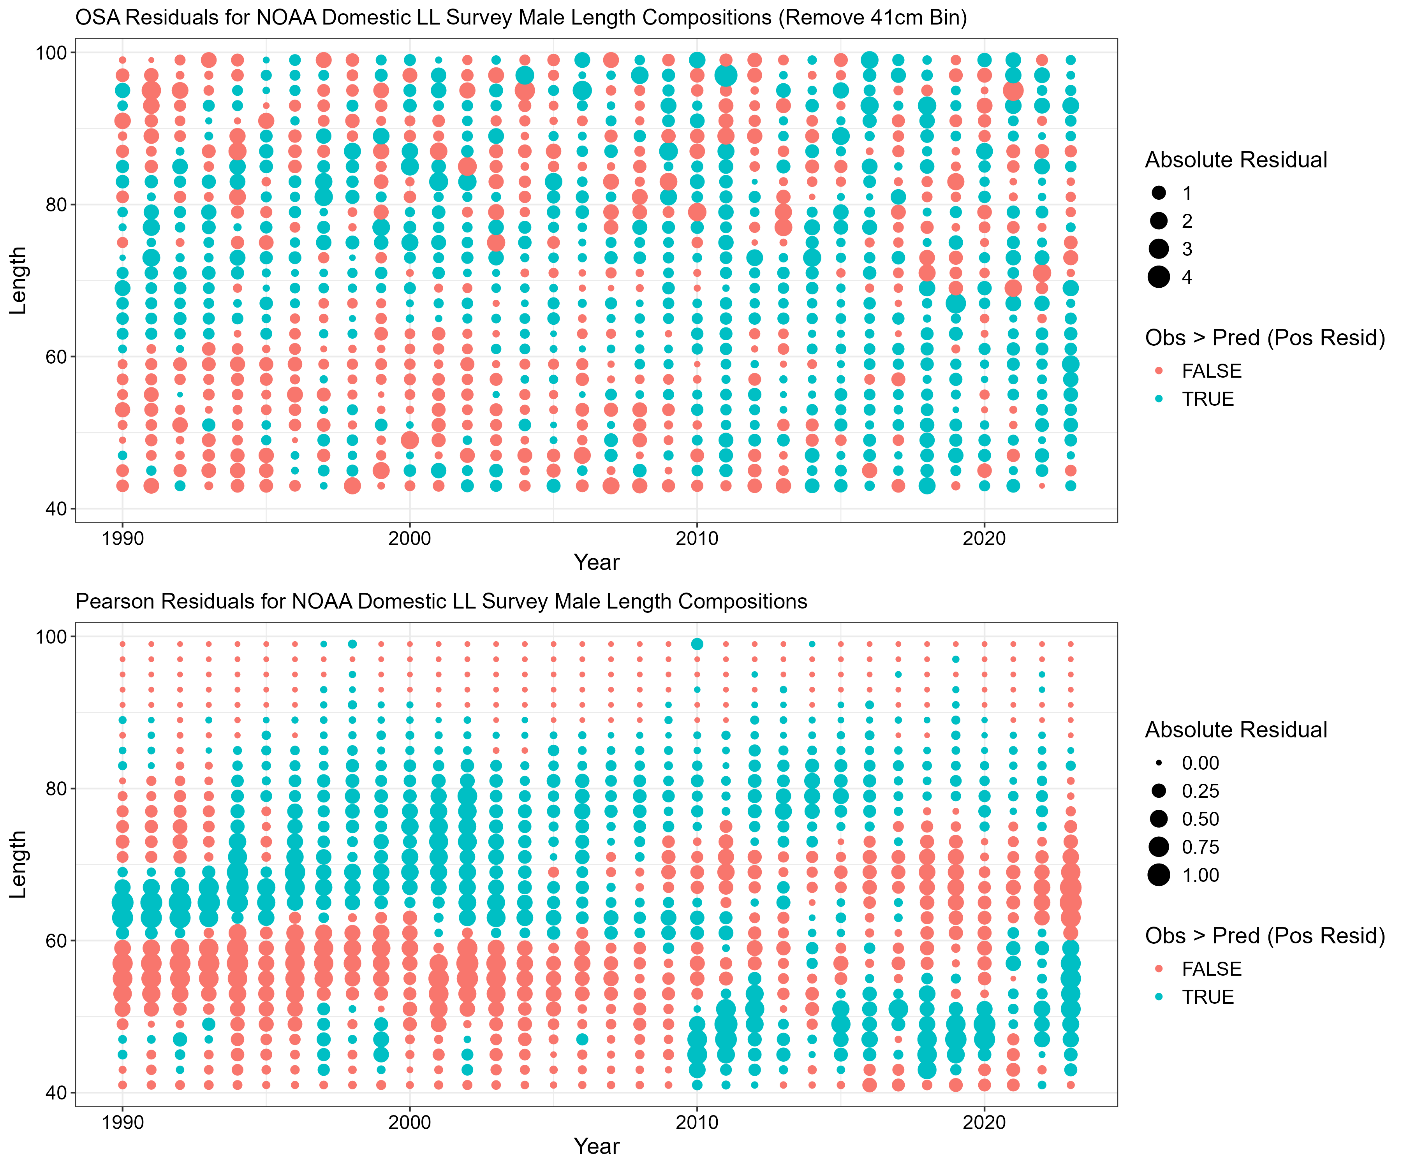 OSA Residuals for NOAA Domestic LL Survey Male Length Compositions (Remove 41cm Bin)
100
80
60
40
Length
1990
2000
2010
2020
Year
Absolute Residual
1
2
3
4
Obs > Pred (Pos Resid)
FALSE
TRUE
Pearson Residuals for NOAA Domestic LL Survey Male Length Compositions
100
80
60
40
Length
1990
2000
2010
2020
Year
Absolute Residual
0.00
0.25
0.50
0.75
1.00
Obs > Pred (Pos Resid)
FALSE
TRUE